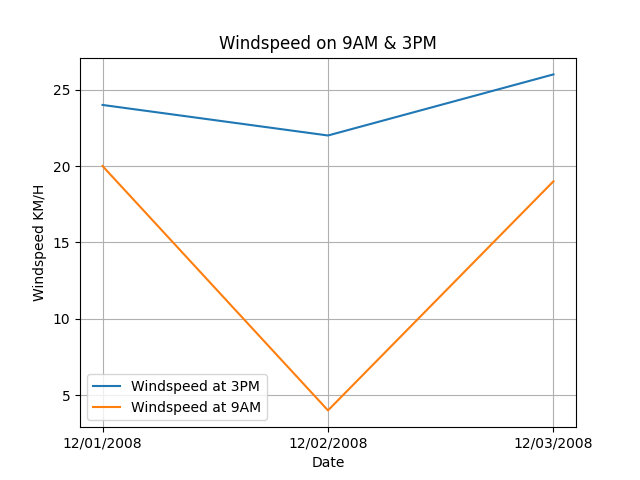 Windspeed on 9AM & 3PM
Windspeed KM/H
25
20
15
10
5
Windspeed at 3PM
Windspeed at 9AM
12/01/2008
12/02/2008
12/03/2008
Date